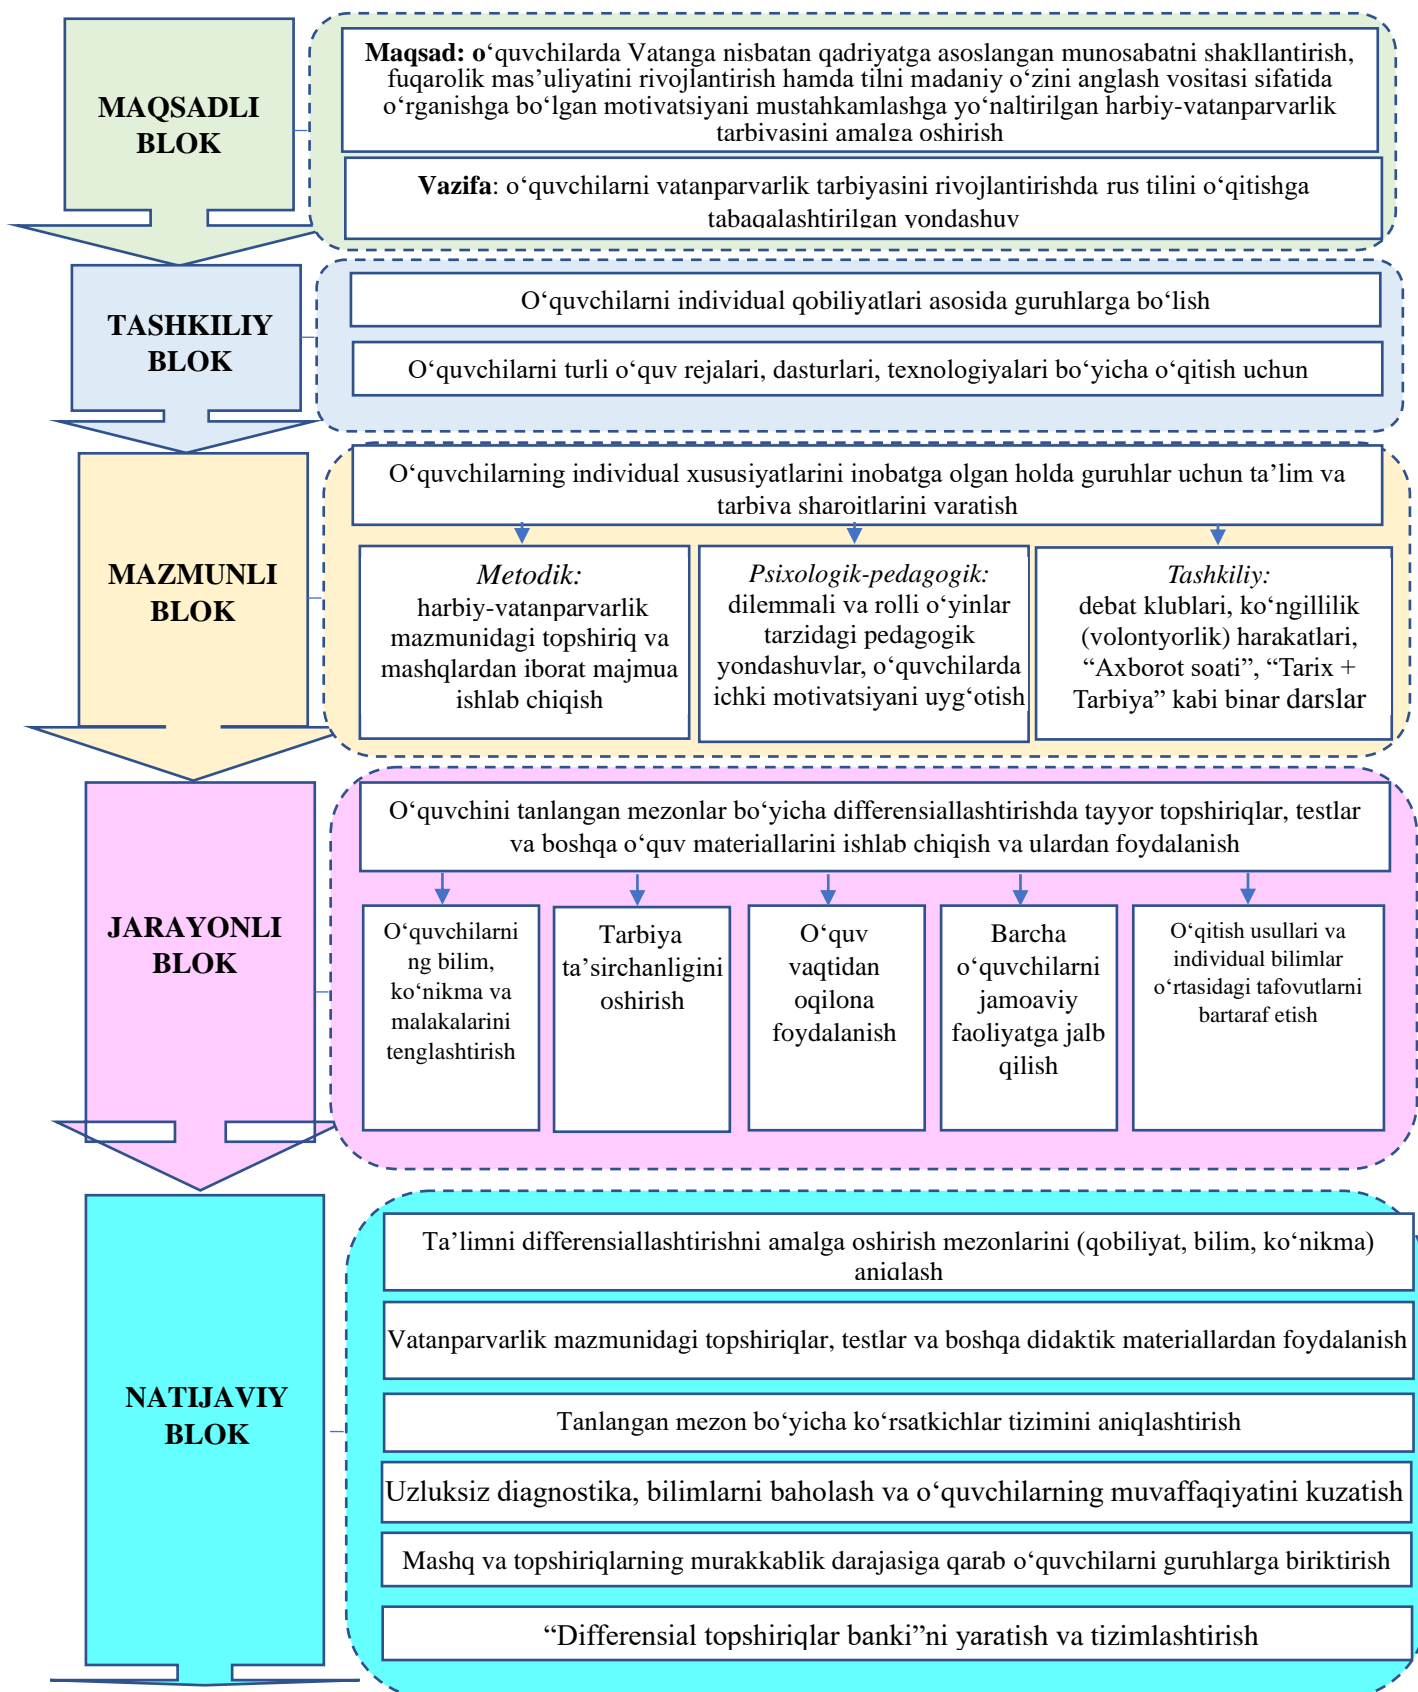 MAQSADLI
BLOK
Maqsad: o‘quvchilarda Vatanga nisbatan qadriyatga asoslangan munosabatni shakllantirish,
fuqarolik mas’uliyatini rivojlantirish hamda tilni madaniy o‘zini anglash vositasi sifatida
o‘rganishga bo‘lgan motivatsiyani mustahkamlashga yo‘naltirilgan harbiy-vatanparvarlik
tarbiyasini amalga oshirish
Vazifa: o‘quvchilarni vatanparvarlik tarbiyasini rivojlantirishda rus tilini o‘qitishga
tabaqalashtirilgan yondashuv
TASHKILIY
BLOK
O‘quvchilarni individual qobiliyatlari asosida guruhlarga bo‘lish
O‘quvchilarni turli o‘quv rejalari, dasturlari, texnologiyalari bo‘yicha o‘qitish uchun
MAZMUNLI
BLOK
O‘quvchilarning individual xususiyatlarini inobatga olgan holda guruhlar uchun ta’lim va
tarbiya sharoitlarini yaratish
Metodik:
harbiy-vatanparvarlik
mazmunidagi topshiriq va
mashqlardan iborat majmua
ishlab chiqish
Psixologik-pedagogik:
dilemmali va rolli o‘yinlar
tarzidagi pedagogik
yondashuvlar, o‘quvchilarda
ichki motivatsiyani uyg‘otish
Tashkiliy:
debat klublari, ko‘ngillilik
(volontyorlik) harakatlari,
“Axborot soati”, “Tarix +
Tarbiya” kabi binar darslar
JARAYONLI
BLOK
O‘quvchini tanlangan mezonlar bo‘yicha differensiallashtirishda tayyor topshiriqlar, testlar
va boshqa o‘quv materiallarini ishlab chiqish va ulardan foydalanish
O‘quvchilarni
ng bilim,
ko‘nikma va
malakalarini
tenglashtirish
Tarbiya
ta’sirchanligini
oshirish
O‘quv
vaqtidan
oqilona
foydalanish
Barcha
o‘quvchilarni
jamoaviy
faoliyatga jalb
qilish
O‘qitish usullari va
individual bilimlar
o‘rtasidagi tafovutlarni
bartaraf etish
NATIJAVIY
BLOK
Ta’limni differensiallashtirishni amalga oshirish mezonlarini (qobiliyat, bilim, ko‘nikma)
aniqlash
Vatanparvarlik mazmunidagi topshiriqlar, testlar va boshqa didaktik materiallardan foydalanish
Tanlangan mezon bo‘yicha ko‘rsatkichlar tizimini aniqlashtirish
Uzluksiz diagnostika, bilimlarni baholash va o‘quvchilarning muvaffaqiyatini kuzatish
Mashq va topshiriqlarning murakkablik darajasiga qarab o‘quvchilarni guruhlarga biriktirish
“Differensial topshiriqlar banki”ni yaratish va tizimlashtirish